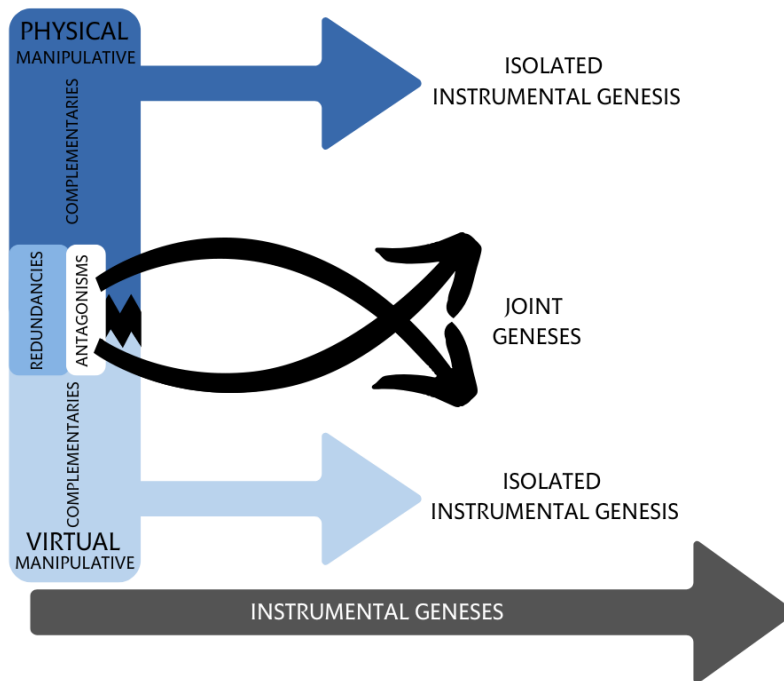 PHYSICAL
MANIPULATIVE
COMPLEMENTARIES
ISOLATED
INSTRUMENTAL GENESIS
REDUNDANCIES
ANTAGONISMS
JOINT
GENESES
COMPLEMENTARIES
VIRTUAL
MANIPULATIVE
ISOLATED
INSTRUMENTAL GENESIS
INSTRUMENTAL GENESES